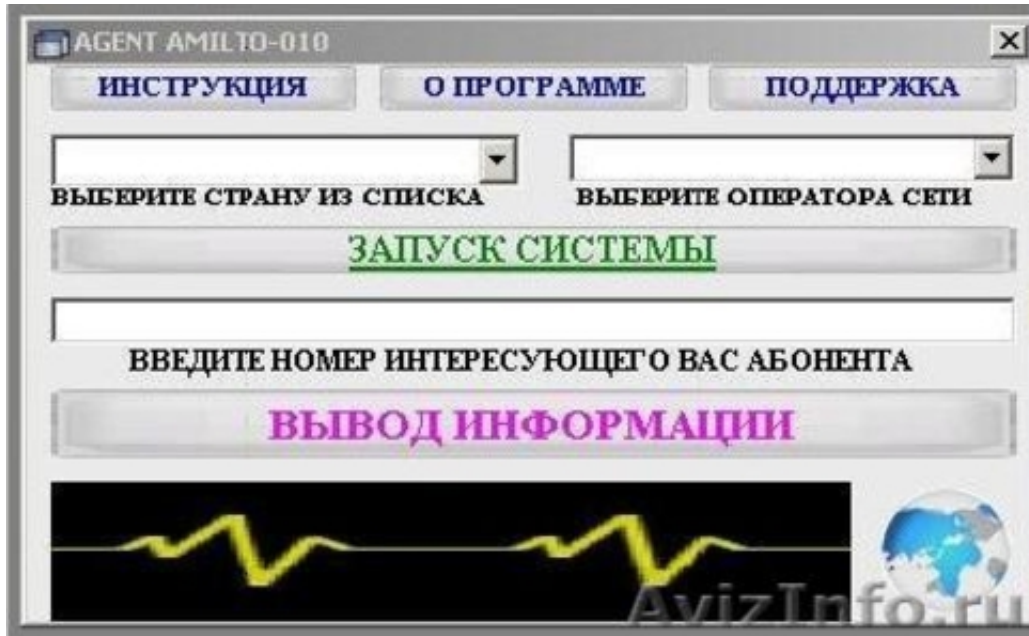 AGENT AMILTO-010
ИНСТРУКЦИЯ О ПРОГРАММЕ ПОДДЕРЖКА
ВЫБЕРИТЕ СТРАНУ ИЗ СПИСКА ВЫБЕРИТЕ ОПЕРАТОРА СЕТИ
ЗАПУСК СИСТЕМЫ
ВВЕДИТЕ НОМЕР ИНТЕРЕСУЮЩЕГО ВАС АБОНЕНТА
ВЫВОД ИНФОРМАЦИИ
AvizInfo.ru